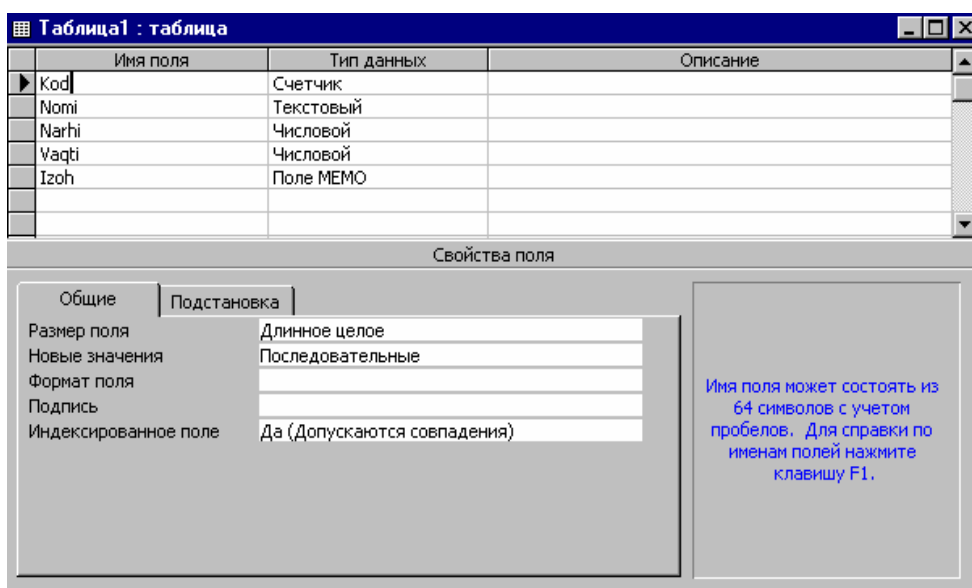 Таблица1 : таблица
Имя поля Тип данных Описание
Kod Счетчик
Nomi Текстовый
Narhi Числовой
Vaqti Числовой
Izoh Поле MEMO
Свойства поля
Общие Подстановка
Размер поля Длинное целое
Новые значения Последовательные
Формат поля
Подпись
Индексированное поле Да (Допускаются совпадения)
Имя поля может состоять из
64 символов с учетом
пробелов. Для справки по
именам полей нажмите
клавишу F1.